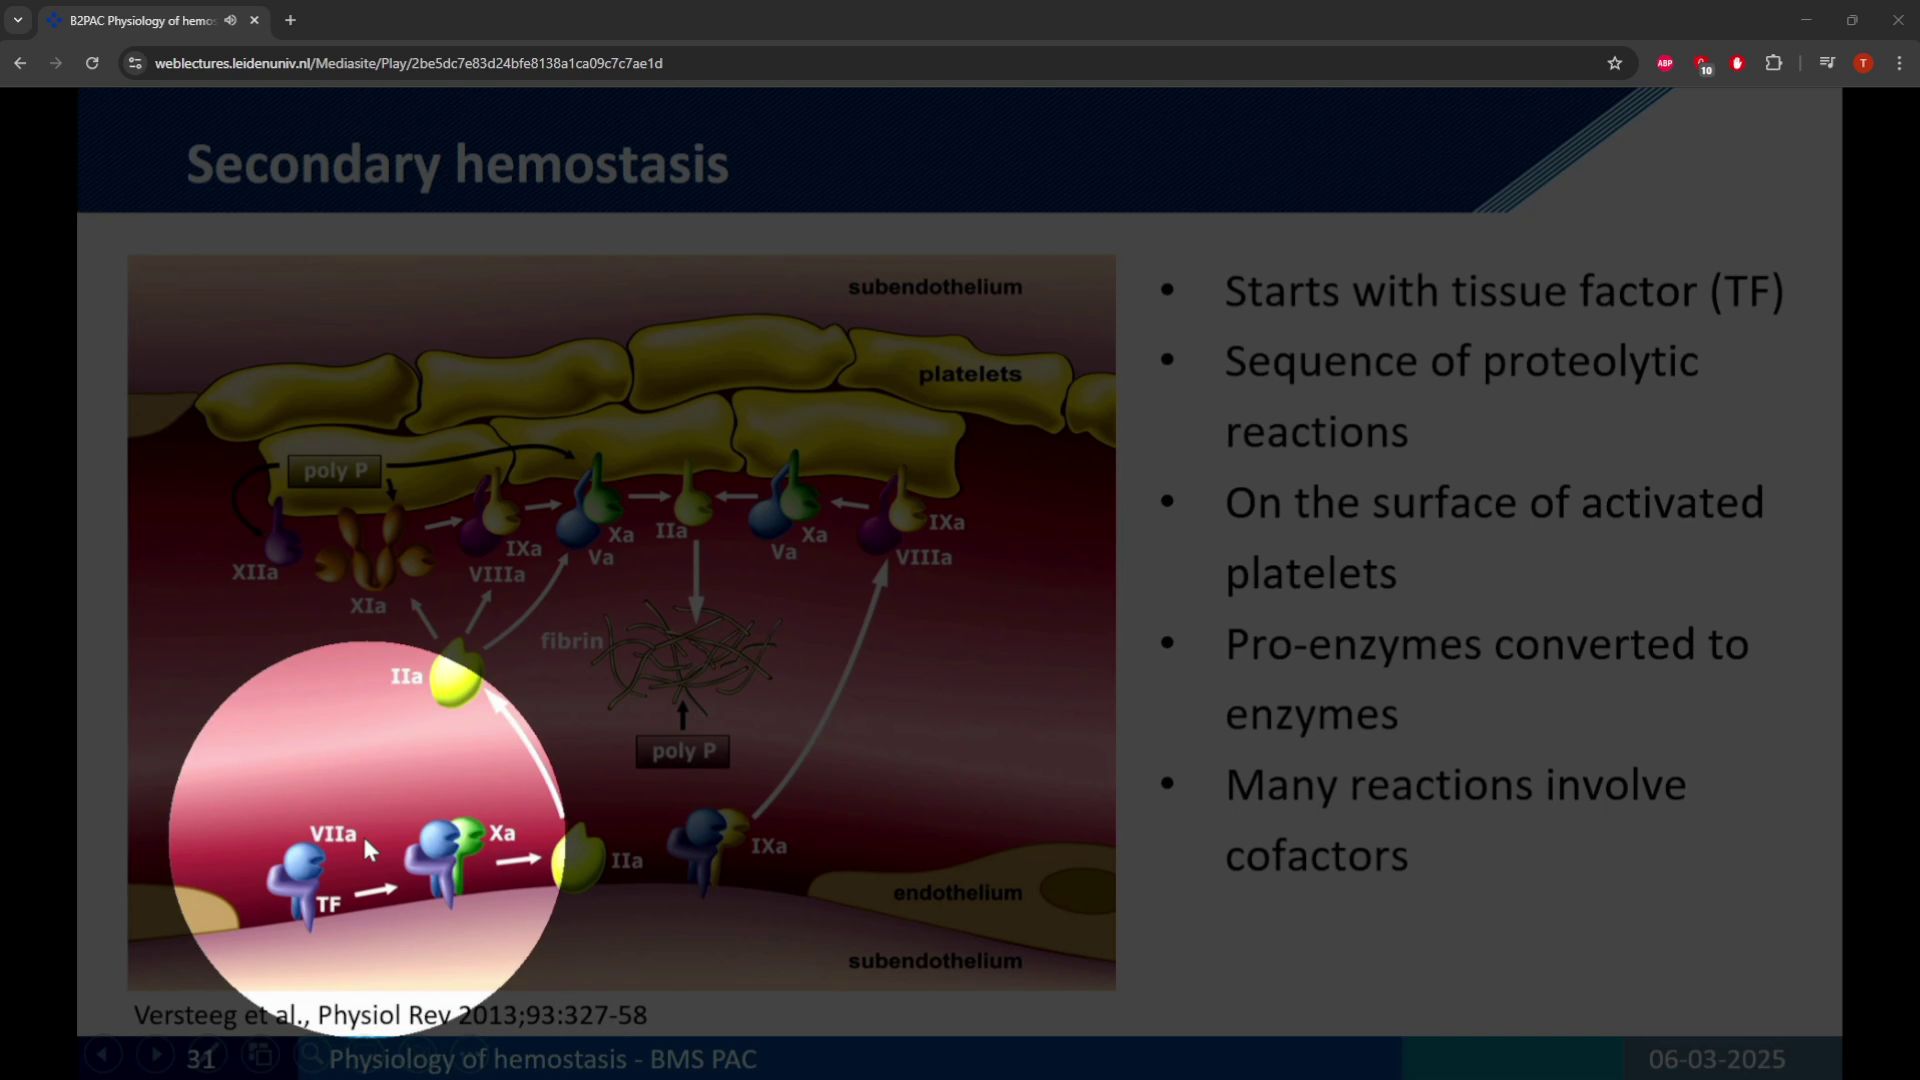 B2PAC Physiology of hemos
weblectures.leidenuniv.nl/Mediasite/Play/2be5dc7e83d24bfe8138a1ca09c7c7ae1d
ABP
10
T
Secondary hemostasis
subendothelium
platelets
poly P
XIIa
XIa
IXa
VIIIa
Xa
Va
IIa
Xa
Va
IXa
VIIIa
fibrin
IIa
poly P
VIIa
TF
Xa
IIa
IXa
endothelium
subendothelium
Versteeg et al., Physiol Rev 2013;93:327-58
• Starts with tissue factor (TF)
• Sequence of proteolytic
reactions
• On the surface of activated
platelets
• Pro-enzymes converted to
enzymes
• Many reactions involve
cofactors
31
Physiology of hemostasis - BMS PAC
06-03-2025